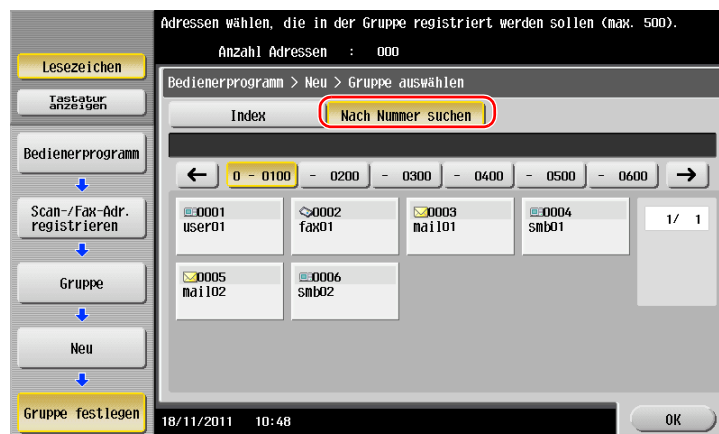 Adressen wählen, die in der Gruppe registriert werden sollen (max. 500).
Anzahl Adressen : 000
Lesezeichen
Tastatur
anzeigen
Bedienerprogramm
Scan-/Fax-Adr.
registrieren
Gruppe
Neu
Gruppe festlegen
Bedienerprogramm > Neu > Gruppe auswählen
Index Nach Nummer suchen
← 0 - 0100 - 0200 - 0300 - 0400 - 0500 - 0600 →
0001 0002 0003 0004
user01 fax01 mail01 smb01
1/ 1
0005 0006
mail02 smb02
18/11/2011 10:48 OK